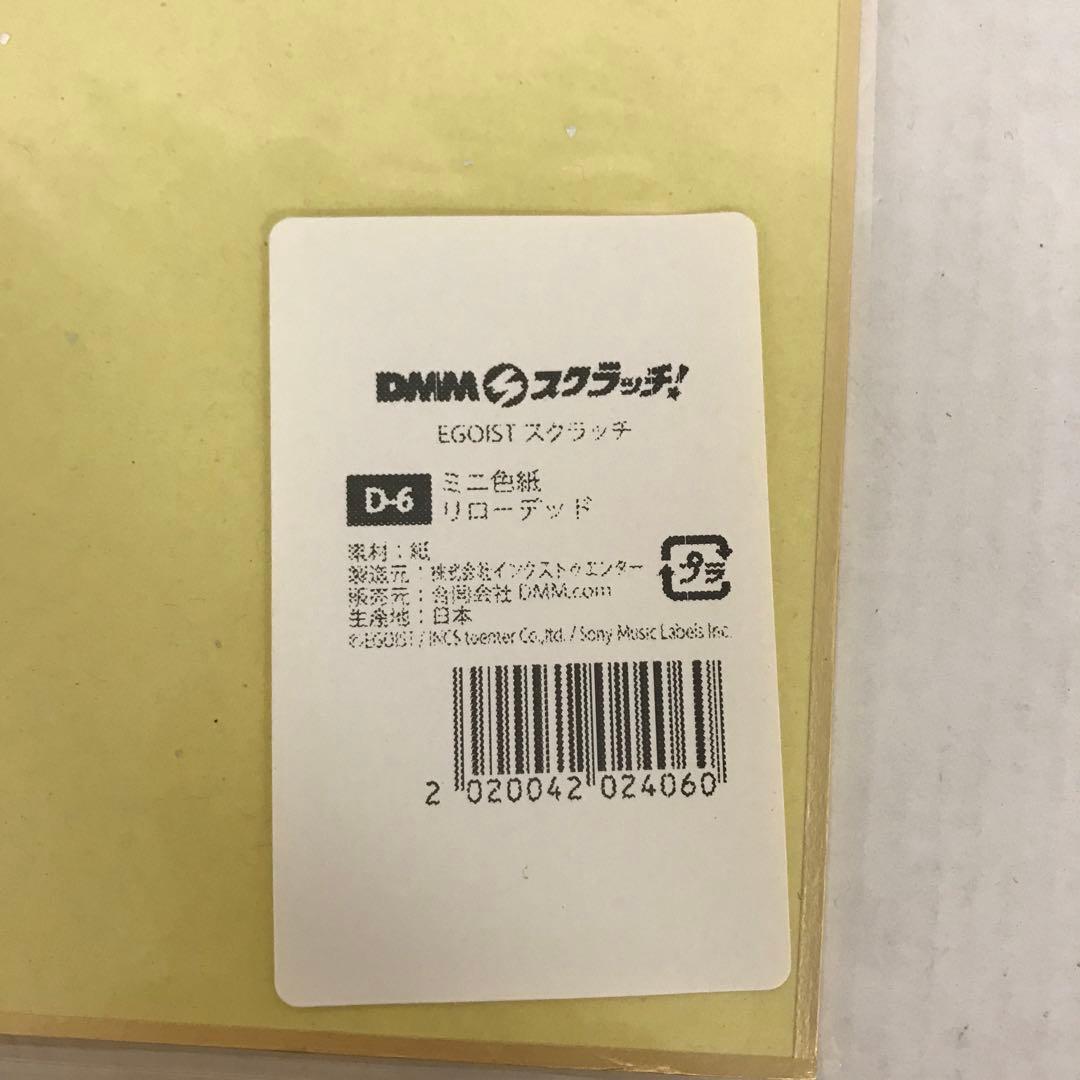 DMMスクラッチ!
EGOIST スクラッチ
D-6
ミニ色紙
リローデッド
素材：紙
製造元：株式会社インクストゥエンター
販売元：合同会社 DMM.com
生産地：日本
プラ
©EGOIST / INCS toenter Co.,ltd. / Sony Music Labels Inc.
2 020042 024060